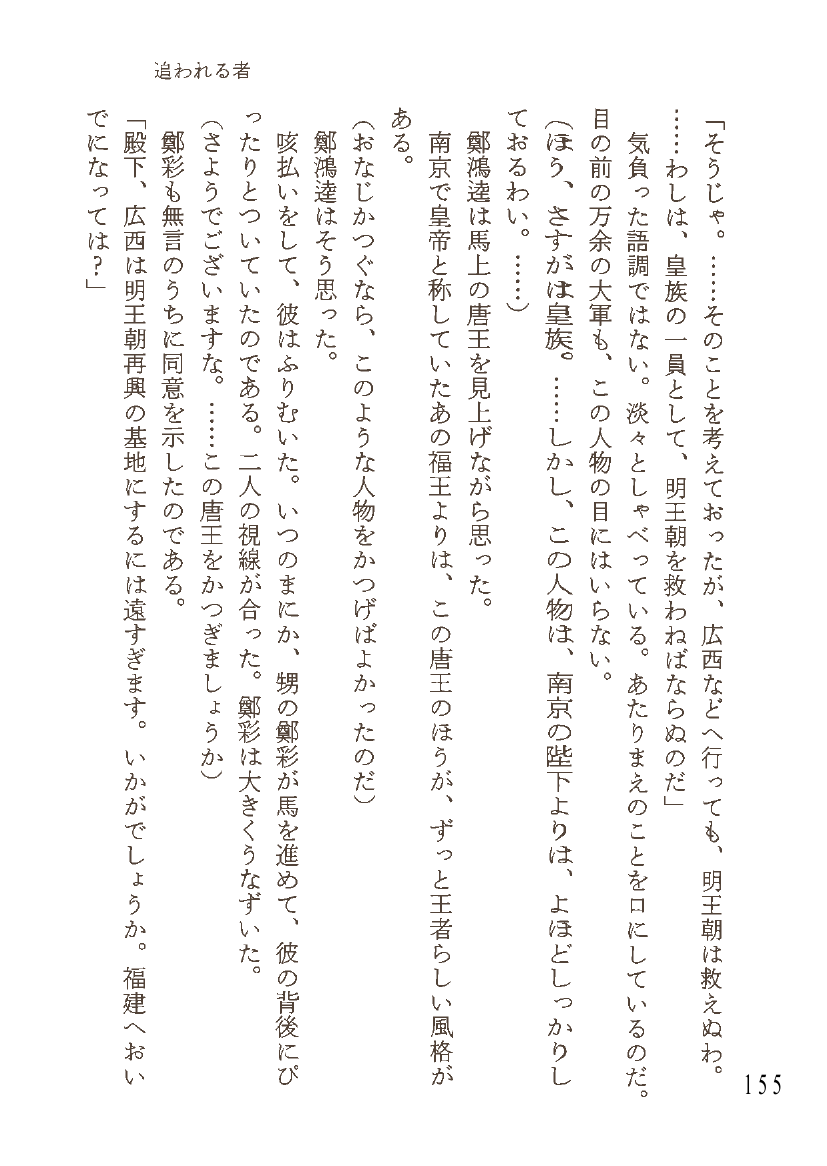 追われる者
「そうじゃ。……そのことを考えておったが、広西などへ行っても、明王朝は救えぬわ。
……わしは、皇族の一員として、明王朝を救わねばならぬのだ」
気負った語調ではない。淡々としゃべっている。あたりまえのことを口にしているのだ。
目の前の万余の大軍も、この人物の目にはいらない。
（ほう、さすがは皇族。……しかし、この人物は、南京の陛下よりは、よほどしっかりし
ておるわい。……）
鄭鴻逵は馬上の唐王を見上げながら思った。
南京で皇帝と称していたあの福王よりは、この唐王のほうが、ずっと王者らしい風格が
ある。
（おなじかつぐなら、このような人物をかつげばよかったのだ）
鄭鴻逵はそう思った。
咳払いをして、彼はふりむいた。いつのまにか、甥の鄭彩が馬を進めて、彼の背後にぴ
ったりとついていたのである。二人の視線が合った。鄭彩は大きくうなずいた。
（さようでございますな。……この唐王をかつぎましょうか）
鄭彩も無言のうちに同意を示したのである。
「殿下、広西は明王朝再興の基地にするには遠すぎます。いかがでしょうか。福建へおい
でになっては？」
155